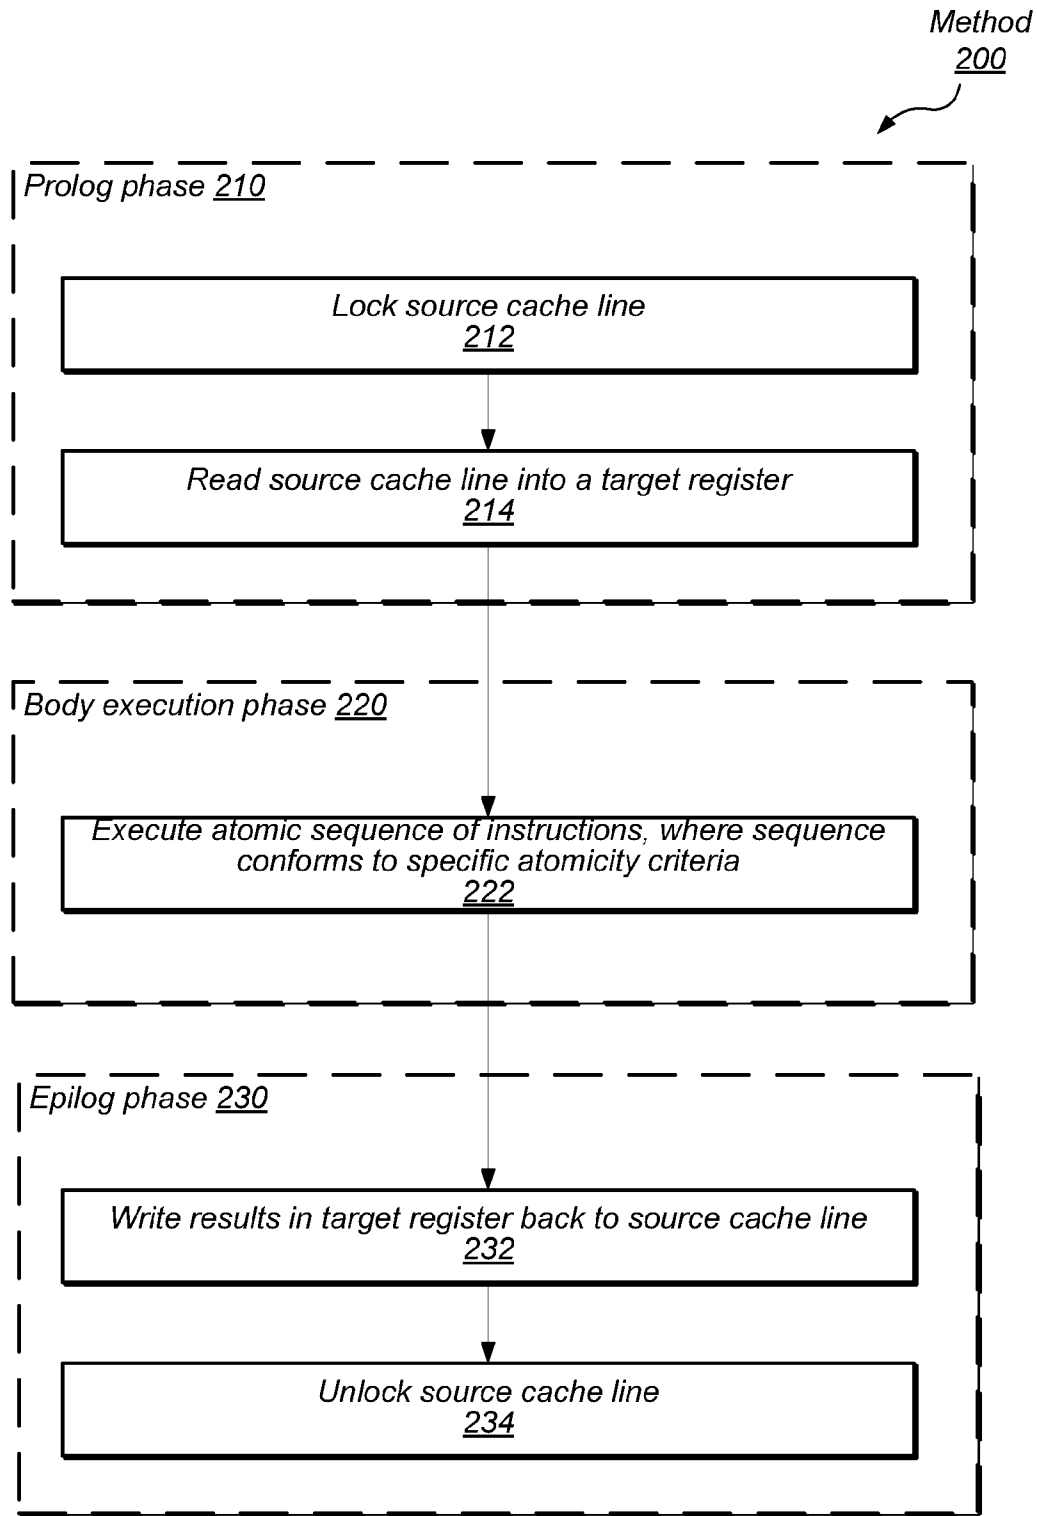 Method
200
Prolog phase 210
Lock source cache line
212
Read source cache line into a target register
214
Body execution phase 220
Execute atomic sequence of instructions, where sequence
conforms to specific atomicity criteria
222
Epilog phase 230
Write results in target register back to source cache line
232
Unlock source cache line
234